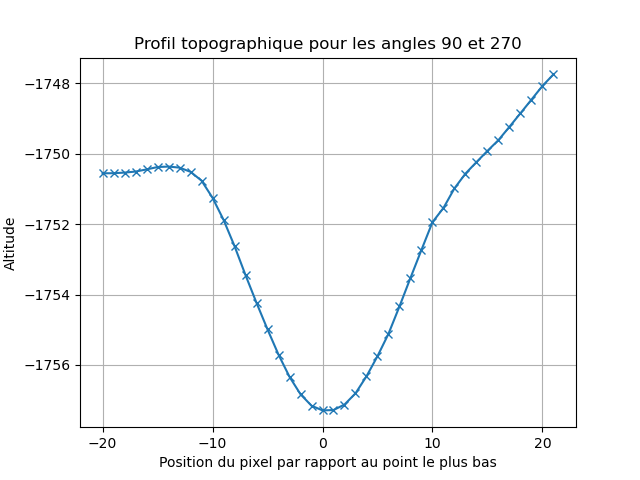 Profil topographique pour les angles 90 et 270
Altitude
−1748
−1750
−1752
−1754
−1756
−20 −10 0 10 20
Position du pixel par rapport au point le plus bas